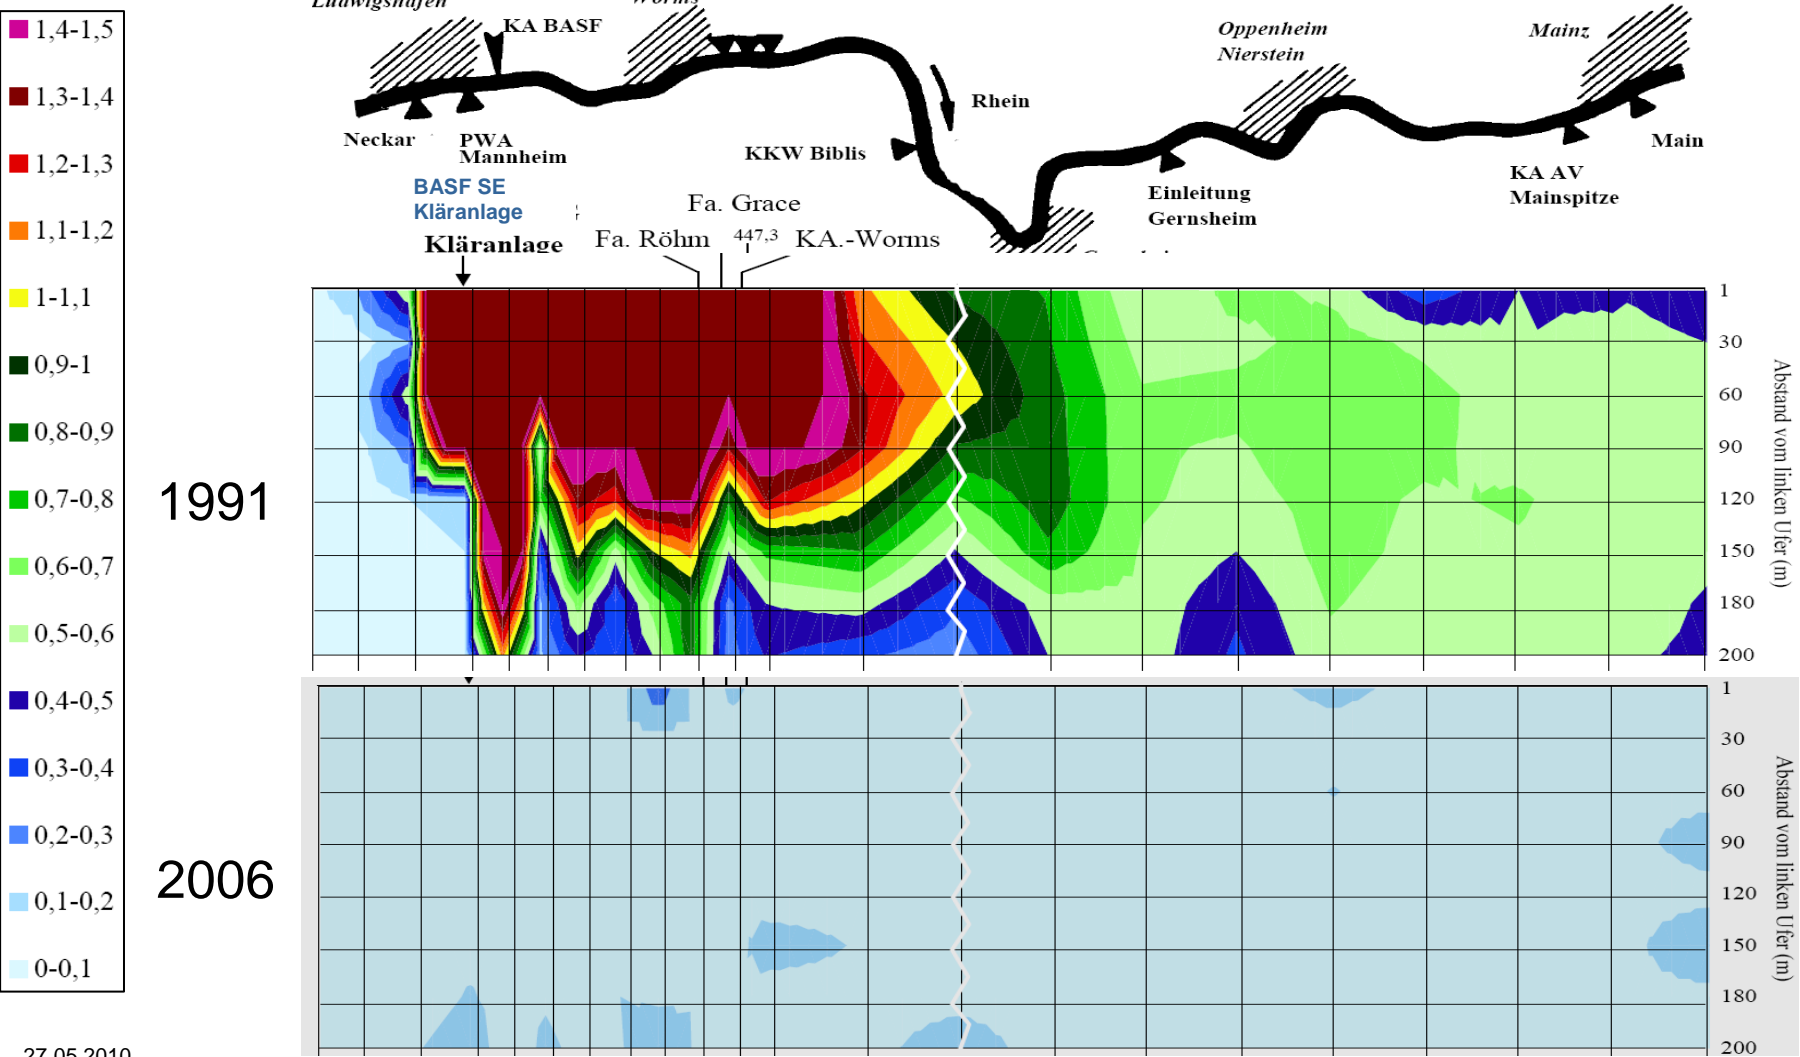 1,4-1,5
1,3-1,4
1,2-1,3
1,1-1,2
1-1,1
0,9-1
0,8-0,9
0,7-0,8
0,6-0,7
0,5-0,6
0,4-0,5
0,3-0,4
0,2-0,3
0,1-0,2
0-0,1
Ludwigshafen
Worms
KA BASF
Oppenheim
Nierstein
Mainz
Rhein
Neckar
PWA
Mannheim
KKW Biblis
Main
KA AV
Mainspitze
Einleitung
Gernsheim
BASF SE
Kläranlage
Kläranlage
Fa. Grace
Fa. Röhm
447,3
KA.-Worms
1991
1
30
60
90
120
150
180
200
Abstand vom linken Ufer (m)
2006
1
30
60
90
120
150
180
200
Abstand vom linken Ufer (m)
27.05.2010